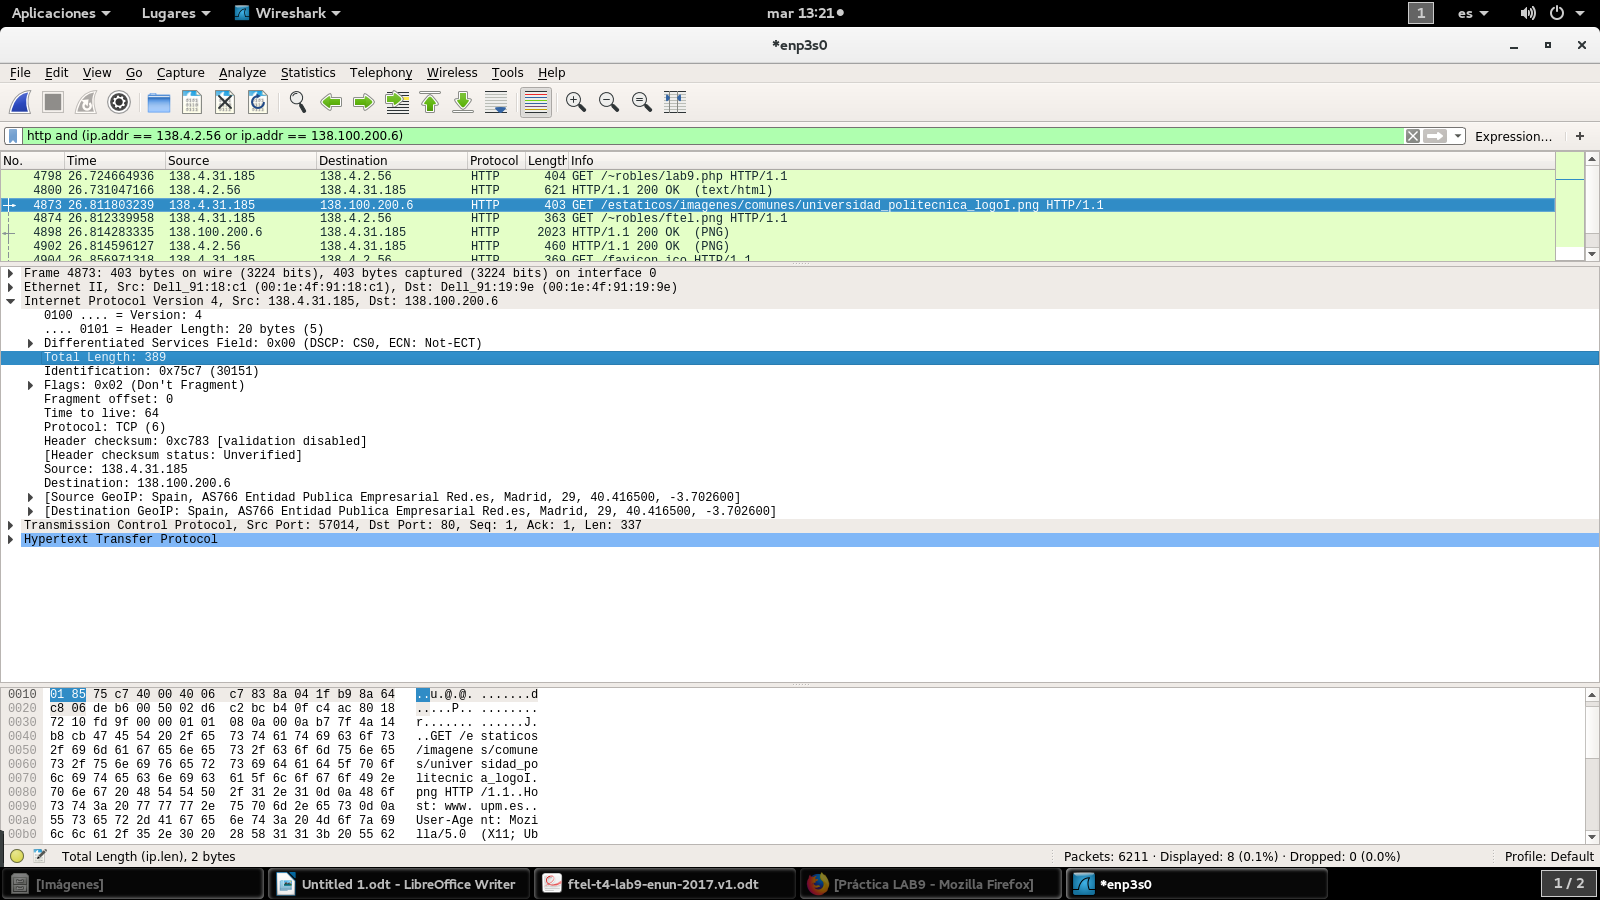 Aplicaciones Lugares Wireshark mar 13:21 1 es
*enp3s0
File Edit View Go Capture Analyze Statistics Telephony Wireless Tools Help
http and (ip.addr == 138.4.2.56 or ip.addr == 138.100.200.6) Expression... +
No. Time Source Destination Protocol Length Info
4798 26.724664936 138.4.31.185 138.4.2.56 HTTP 404 GET /~robles/lab9.php HTTP/1.1
4800 26.731047166 138.4.2.56 138.4.31.185 HTTP 621 HTTP/1.1 200 OK (text/html)
4873 26.811803239 138.4.31.185 138.100.200.6 HTTP 403 GET /estaticos/imagenes/comunes/universidad_politecnica_logoI.png HTTP/1.1
4874 26.812339958 138.4.31.185 138.4.2.56 HTTP 363 GET /~robles/ftel.png HTTP/1.1
4898 26.814283335 138.100.200.6 138.4.31.185 HTTP 2023 HTTP/1.1 200 OK (PNG)
4902 26.814596127 138.4.2.56 138.4.31.185 HTTP 460 HTTP/1.1 200 OK (PNG)
4904 26.856971318 138.4.31.185 138.4.2.56 HTTP 369 GET /favicon.ico HTTP/1.1
Frame 4873: 403 bytes on wire (3224 bits), 403 bytes captured (3224 bits) on interface 0
Ethernet II, Src: Dell_91:18:c1 (00:1e:4f:91:18:c1), Dst: Dell_91:19:9e (00:1e:4f:91:19:9e)
Internet Protocol Version 4, Src: 138.4.31.185, Dst: 138.100.200.6
0100 .... = Version: 4
.... 0101 = Header Length: 20 bytes (5)
Differentiated Services Field: 0x00 (DSCP: CS0, ECN: Not-ECT)
Total Length: 389
Identification: 0x75c7 (30151)
Flags: 0x02 (Don't Fragment)
Fragment offset: 0
Time to live: 64
Protocol: TCP (6)
Header checksum: 0xc783 [validation disabled]
[Header checksum status: Unverified]
Source: 138.4.31.185
Destination: 138.100.200.6
[Source GeoIP: Spain, AS766 Entidad Publica Empresarial Red.es, Madrid, 29, 40.416500, -3.702600]
[Destination GeoIP: Spain, AS766 Entidad Publica Empresarial Red.es, Madrid, 29, 40.416500, -3.702600]
Transmission Control Protocol, Src Port: 57014, Dst Port: 80, Seq: 1, Ack: 1, Len: 337
Hypertext Transfer Protocol
0010 01 85 75 c7 40 00 40 06 c7 83 8a 04 1f b9 8a 64 ..u.@.@. .......d
0020 c8 06 de b6 00 50 02 d6 c2 bc b4 0f c4 ac 80 18 .....P.. ........
0030 72 10 fd 9f 00 00 01 01 08 0a 00 0a b7 7f 4a 14 r....... ......J.
0040 b8 cb 47 45 54 20 2f 65 73 74 61 74 69 63 6f 73 ..GET /e staticos
0050 2f 69 6d 61 67 65 6e 65 73 2f 63 6f 6d 75 6e 65 /imagene s/comune
0060 73 2f 75 6e 69 76 65 72 73 69 64 61 64 5f 70 6f s/univer sidad_po
0070 6c 69 74 65 63 6e 69 63 61 5f 6c 6f 67 6f 49 2e litecnic a_logoI.
0080 70 6e 67 20 48 54 54 50 2f 31 2e 31 0d 0a 48 6f png HTTP /1.1..Ho
0090 73 74 3a 20 77 77 77 2e 75 70 6d 2e 65 73 0d 0a st: www. upm.es..
00a0 55 73 65 72 2d 41 67 65 6e 74 3a 20 4d 6f 7a 69 User-Age nt: Mozi
00b0 6c 6c 61 2f 35 2e 30 20 28 58 31 31 3b 20 55 62 lla/5.0 (X11; Ub
Total Length (ip.len), 2 bytes Packets: 6211 · Displayed: 8 (0.1%) · Dropped: 0 (0.0%) Profile: Default
[Imágenes] Untitled 1.odt - LibreOffice Writer ftel-t4-lab9-enun-2017.v1.odt [Práctica LAB9 - Mozilla Firefox] *enp3s0 1 / 2